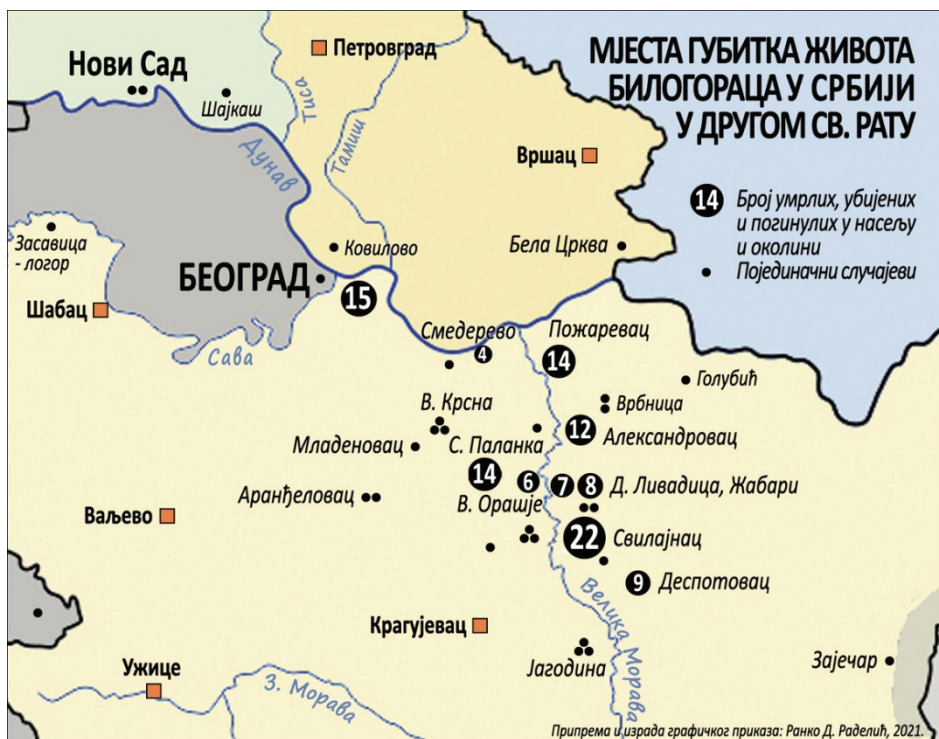 МЈЕСТА ГУБИТКА ЖИВОТА
БИЛОГОРАЦА У СРБИЈИ
У ДРУГОМ СВ. РАТУ
14
Број умрлих, убијених
и погинулих у насељу
и околини
Појединачни случајеви
Петровград
Нови Сад
Шајкаш
Тиса
Тамиш
Дунав
Вршац
Засавица
- логор
Ковилово
Бела Црква
БЕОГРАД
15
Шабац
Сава
Смедерево
4
Пожаревац
14
Голубић
Врбница
В. Крсна
12
Александровац
Младеновац
С. Паланка
14
6
7
8
Д. Ливадица, Жабари
Аранђеловац
В. Орашје
Ваљево
22
Свилајнац
9
Деспотовац
Велика Морава
Крагујевац
Јагодина
Зајечар
Ужице
З. Морава
Припрема и израда графичког приказа: Ранко Д. Раделић, 2021.